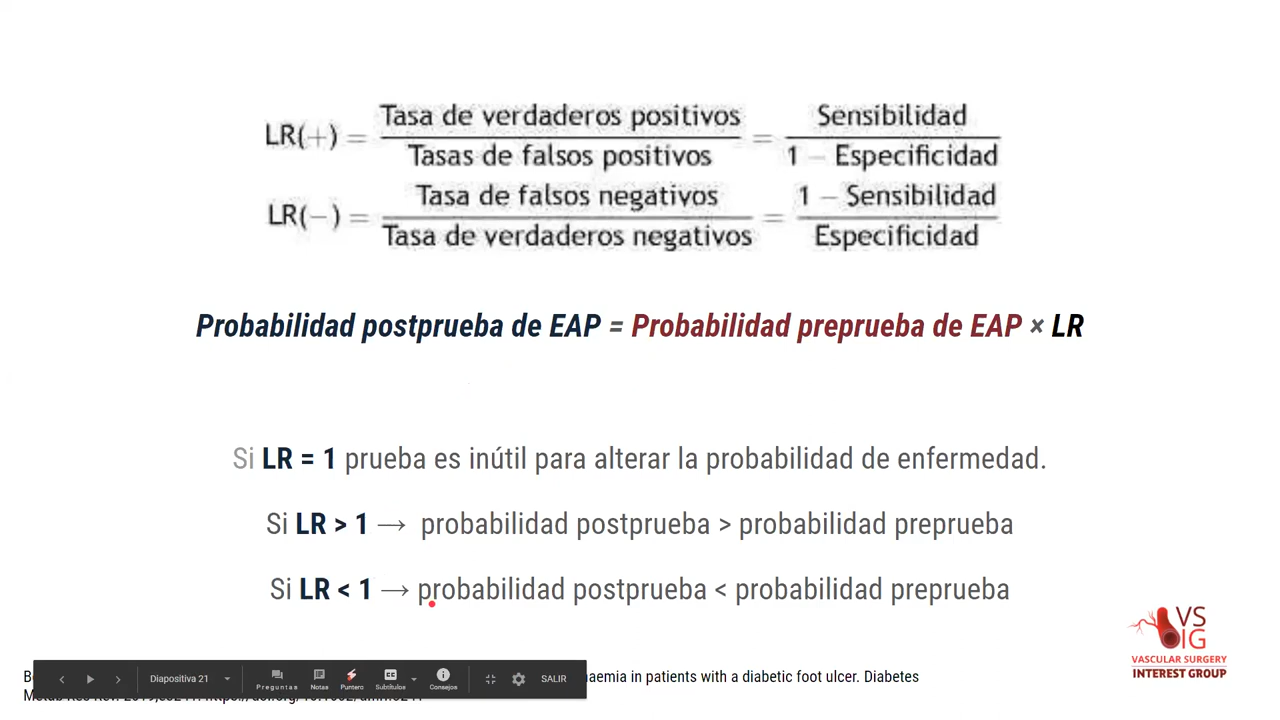 LR(+) = Tasa de verdaderos positivos / Tasas de falsos positivos = Sensibilidad / 1 − Especificidad
LR(−) = Tasa de falsos negativos / Tasa de verdaderos negativos = 1 − Sensibilidad / Especificidad
Probabilidad postprueba de EAP = Probabilidad preprueba de EAP × LR
Si LR = 1 prueba es inútil para alterar la probabilidad de enfermedad.
Si LR > 1 → probabilidad postprueba > probabilidad preprueba
Si LR < 1 → probabilidad postprueba < probabilidad preprueba
VS
IG
VASCULAR SURGERY
INTEREST GROUP
in patients with a diabetic foot ulcer. Diabetes
Diapositiva 21
Preguntas
Notas
Puntero
Subtítulos
Consejos
SALIR